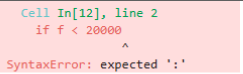 Cell In[12], line 2
if f < 20000
^
SyntaxError: expected ':'